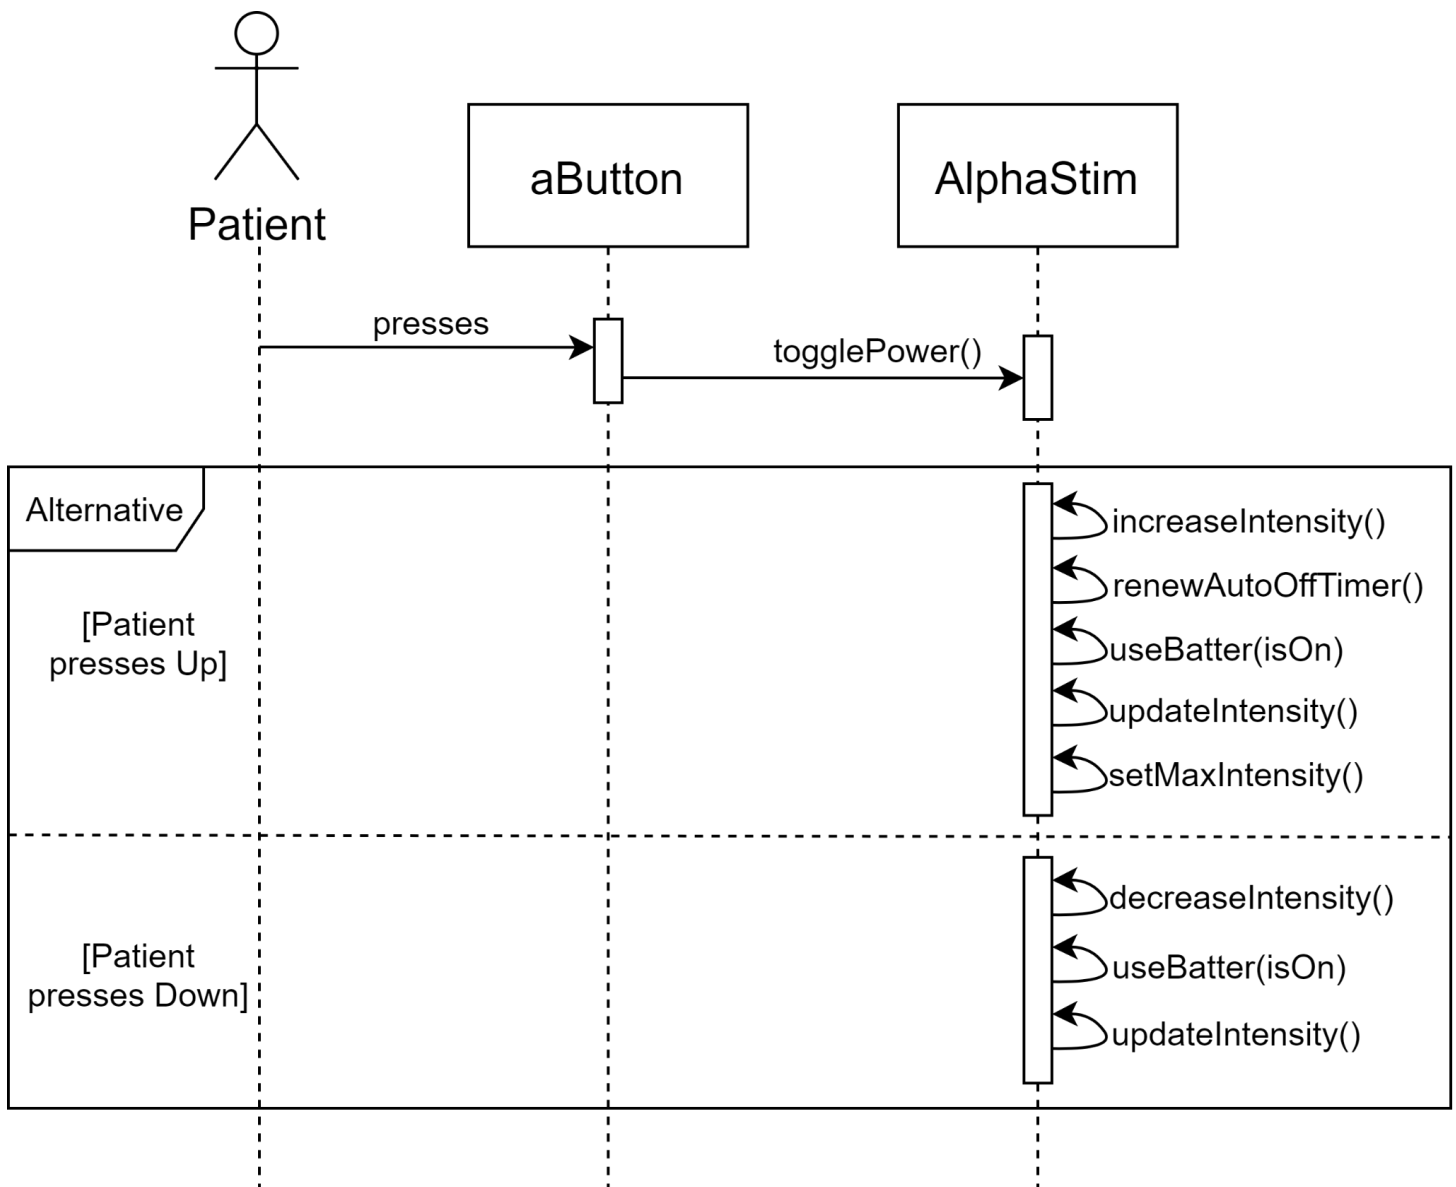 Patient
aButton
AlphaStim
presses
togglePower()
Alternative
[Patient
presses Up]
increaseIntensity()
renewAutoOffTimer()
useBatter(isOn)
updateIntensity()
setMaxIntensity()
[Patient
presses Down]
decreaseIntensity()
useBatter(isOn)
updateIntensity()